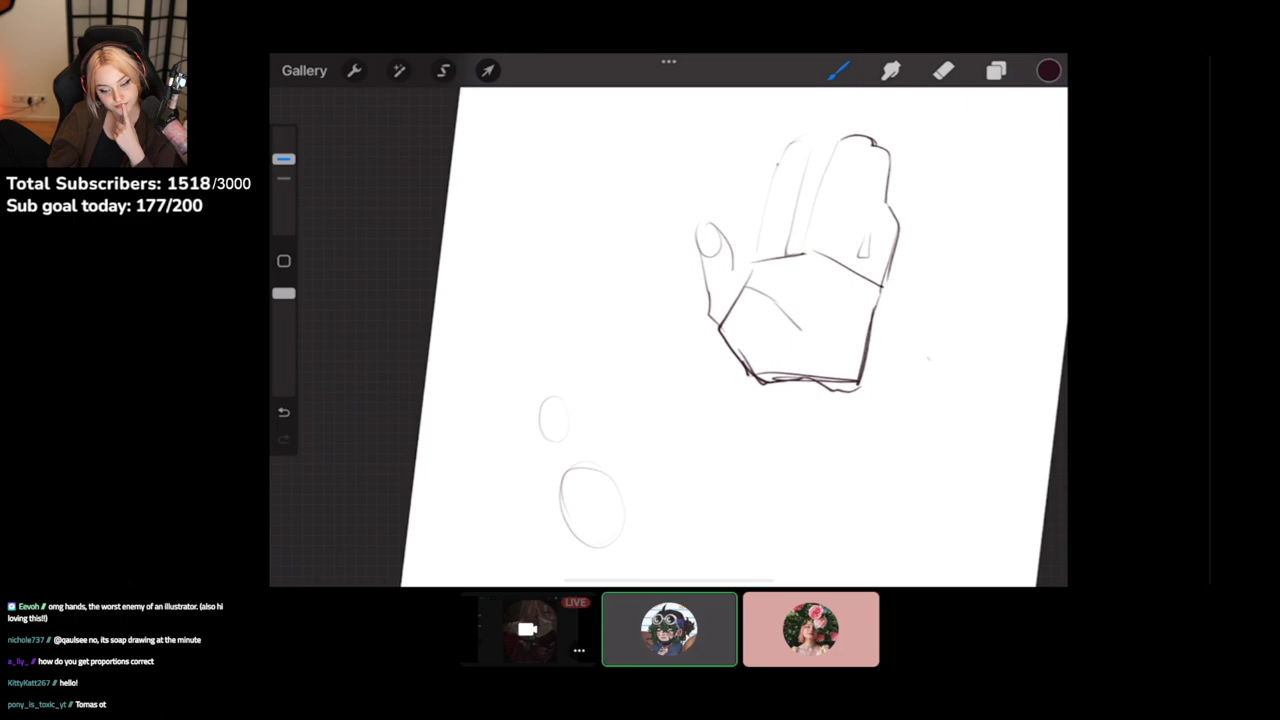 Gallery
Total Subscribers: 1518/3000
Sub goal today: 177/200
LIVE
Eevoh // omg hands, the worst enemy of an illustrator. (also hi
loving this!!)
nichole737 // @qaulsee no, its soap drawing at the minute
a_lly_ // how do you get proportions correct
KittyKatt267 // hello!
pony_is_toxic_yt // Tomas ot